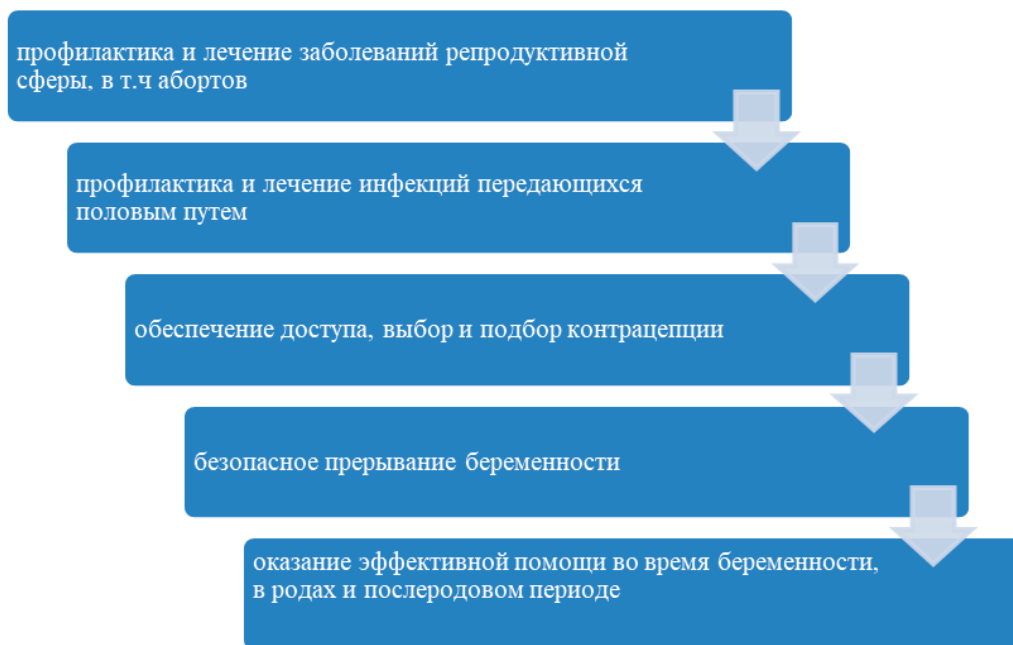 профилактика и лечение заболеваний репродуктивной
сферы, в т.ч абортов
профилактика и лечение инфекций передающихся
половым путем
обеспечение доступа, выбор и подбор контрацепции
безопасное прерывание беременности
оказание эффективной помощи во время беременности,
в родах и послеродовом периоде